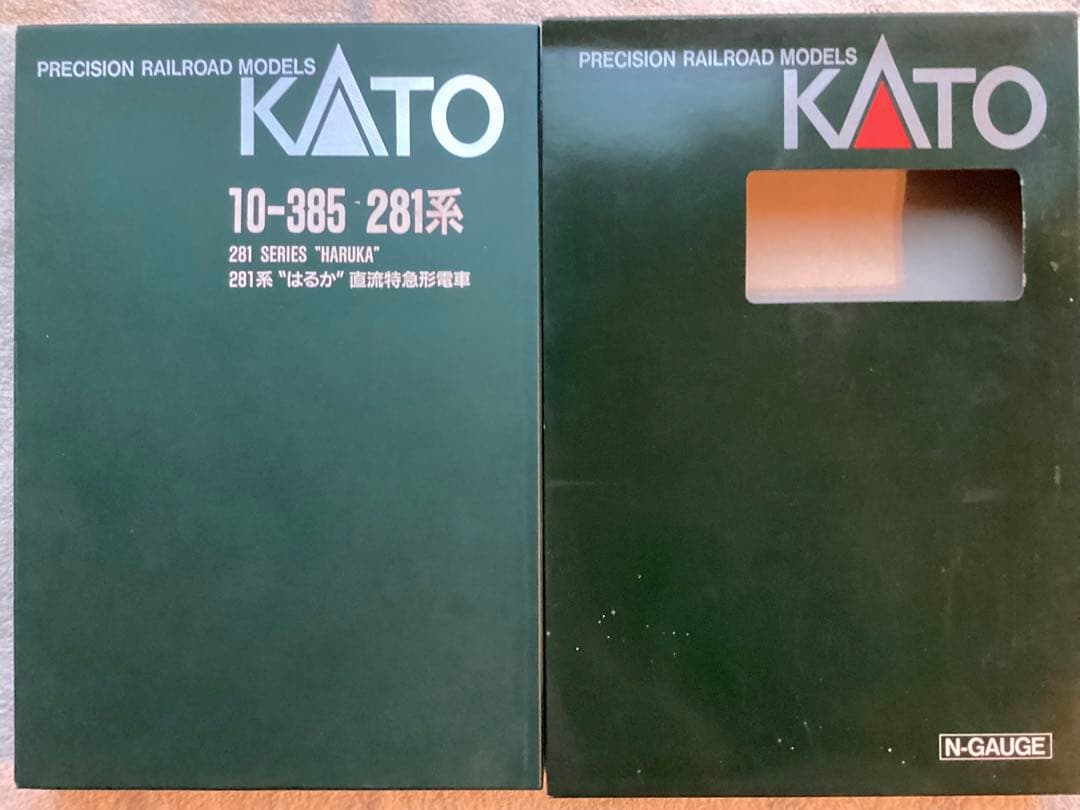 PRECISION RAILROAD MODELS
KATO
10-385 281系
281 SERIES "HARUKA"
281系 “はるか” 直流特急形電車
PRECISION RAILROAD MODELS
KATO
N-GAUGE